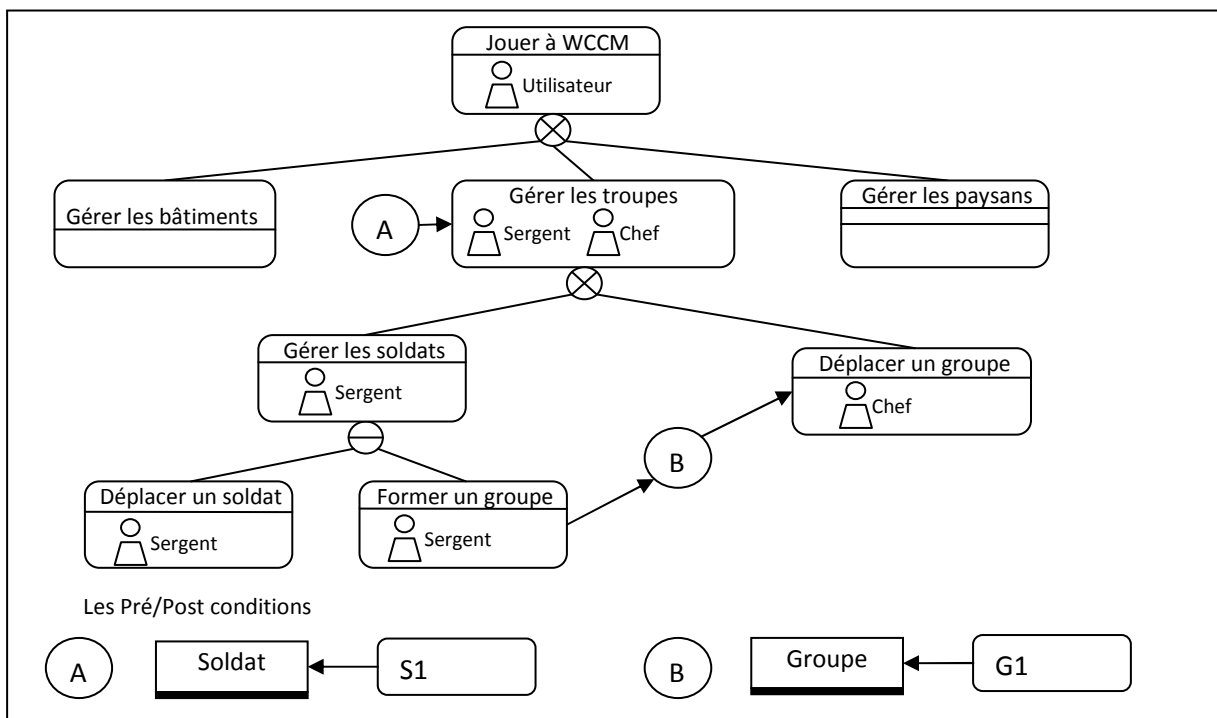 Jouer à WCCM
Utilisateur
Gérer les bâtiments
A
Gérer les troupes
Sergent Chef
Gérer les paysans
Gérer les soldats
Sergent
Déplacer un groupe
Chef
B
Déplacer un soldat
Sergent
Former un groupe
Sergent
Les Pré/Post conditions
A Soldat S1 B Groupe G1